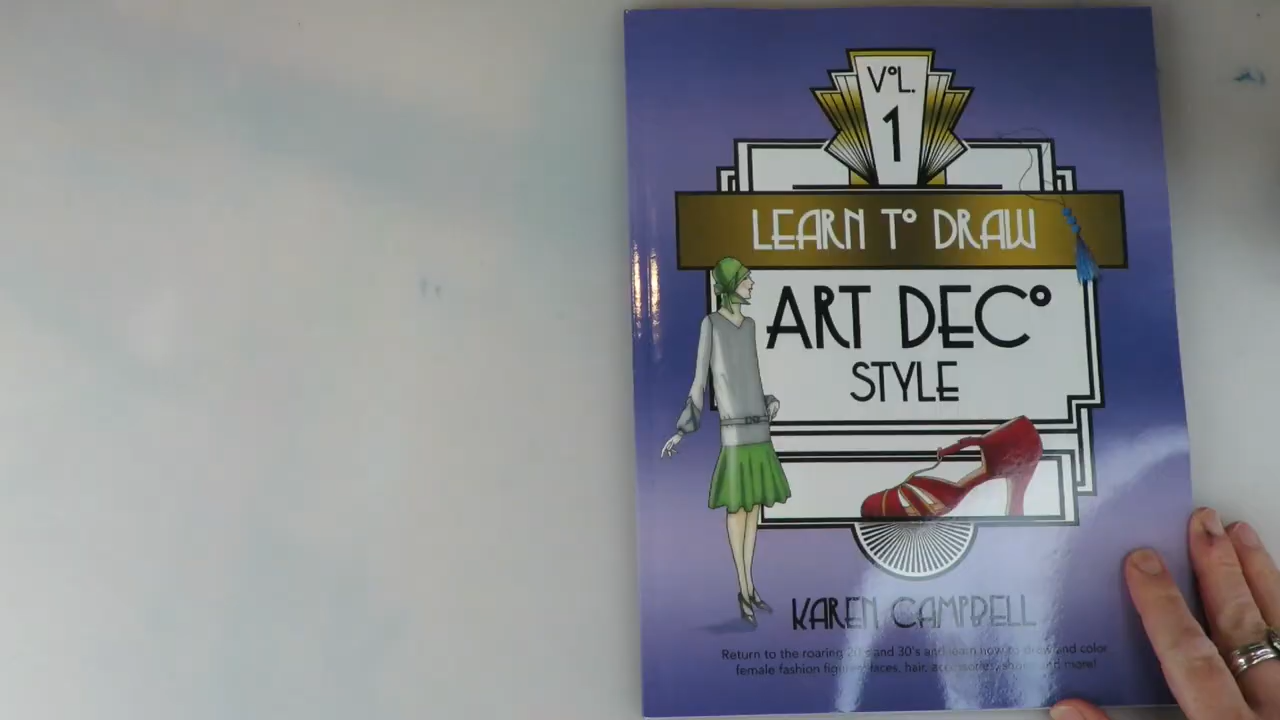 VOL.
1
LEARN TO DRAW
ART DECO
STYLE
KAREN CAMPBELL
Return to the roaring 20's and 30's and learn how to draw and color
female fashion figures, faces, hair, accessories, shoes and more!